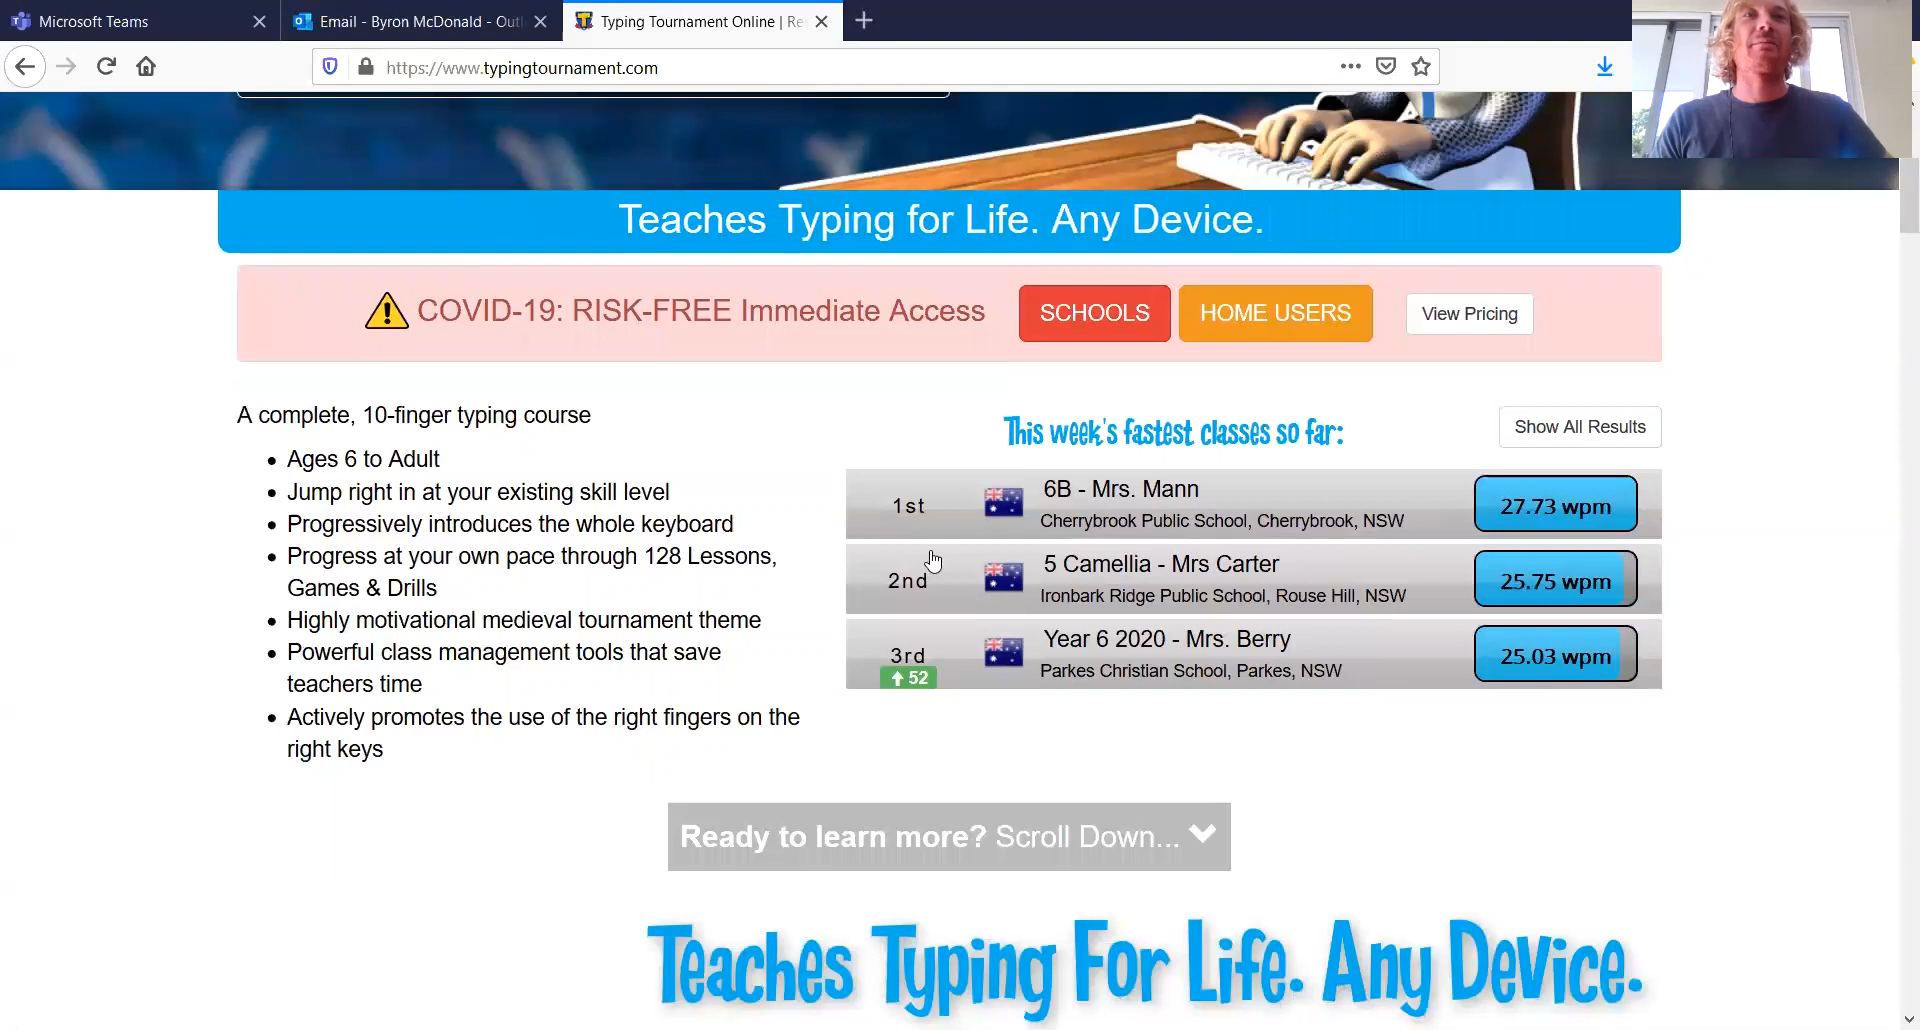 Microsoft Teams
Email - Byron McDonald - Outl
Typing Tournament Online | Re
https://www.typingtournament.com
Teaches Typing for Life. Any Device.
COVID-19: RISK-FREE Immediate Access
SCHOOLS
HOME USERS
View Pricing
A complete, 10-finger typing course
• Ages 6 to Adult
• Jump right in at your existing skill level
• Progressively introduces the whole keyboard
• Progress at your own pace through 128 Lessons,
Games & Drills
• Highly motivational medieval tournament theme
• Powerful class management tools that save
teachers time
• Actively promotes the use of the right fingers on the
right keys
This week's fastest classes so far:
Show All Results
1st
6B - Mrs. Mann
Cherrybrook Public School, Cherrybrook, NSW
27.73 wpm
2nd
5 Camellia - Mrs Carter
Ironbark Ridge Public School, Rouse Hill, NSW
25.75 wpm
3rd
52
Year 6 2020 - Mrs. Berry
Parkes Christian School, Parkes, NSW
25.03 wpm
Ready to learn more? Scroll Down...
Teaches Typing For Life. Any Device.